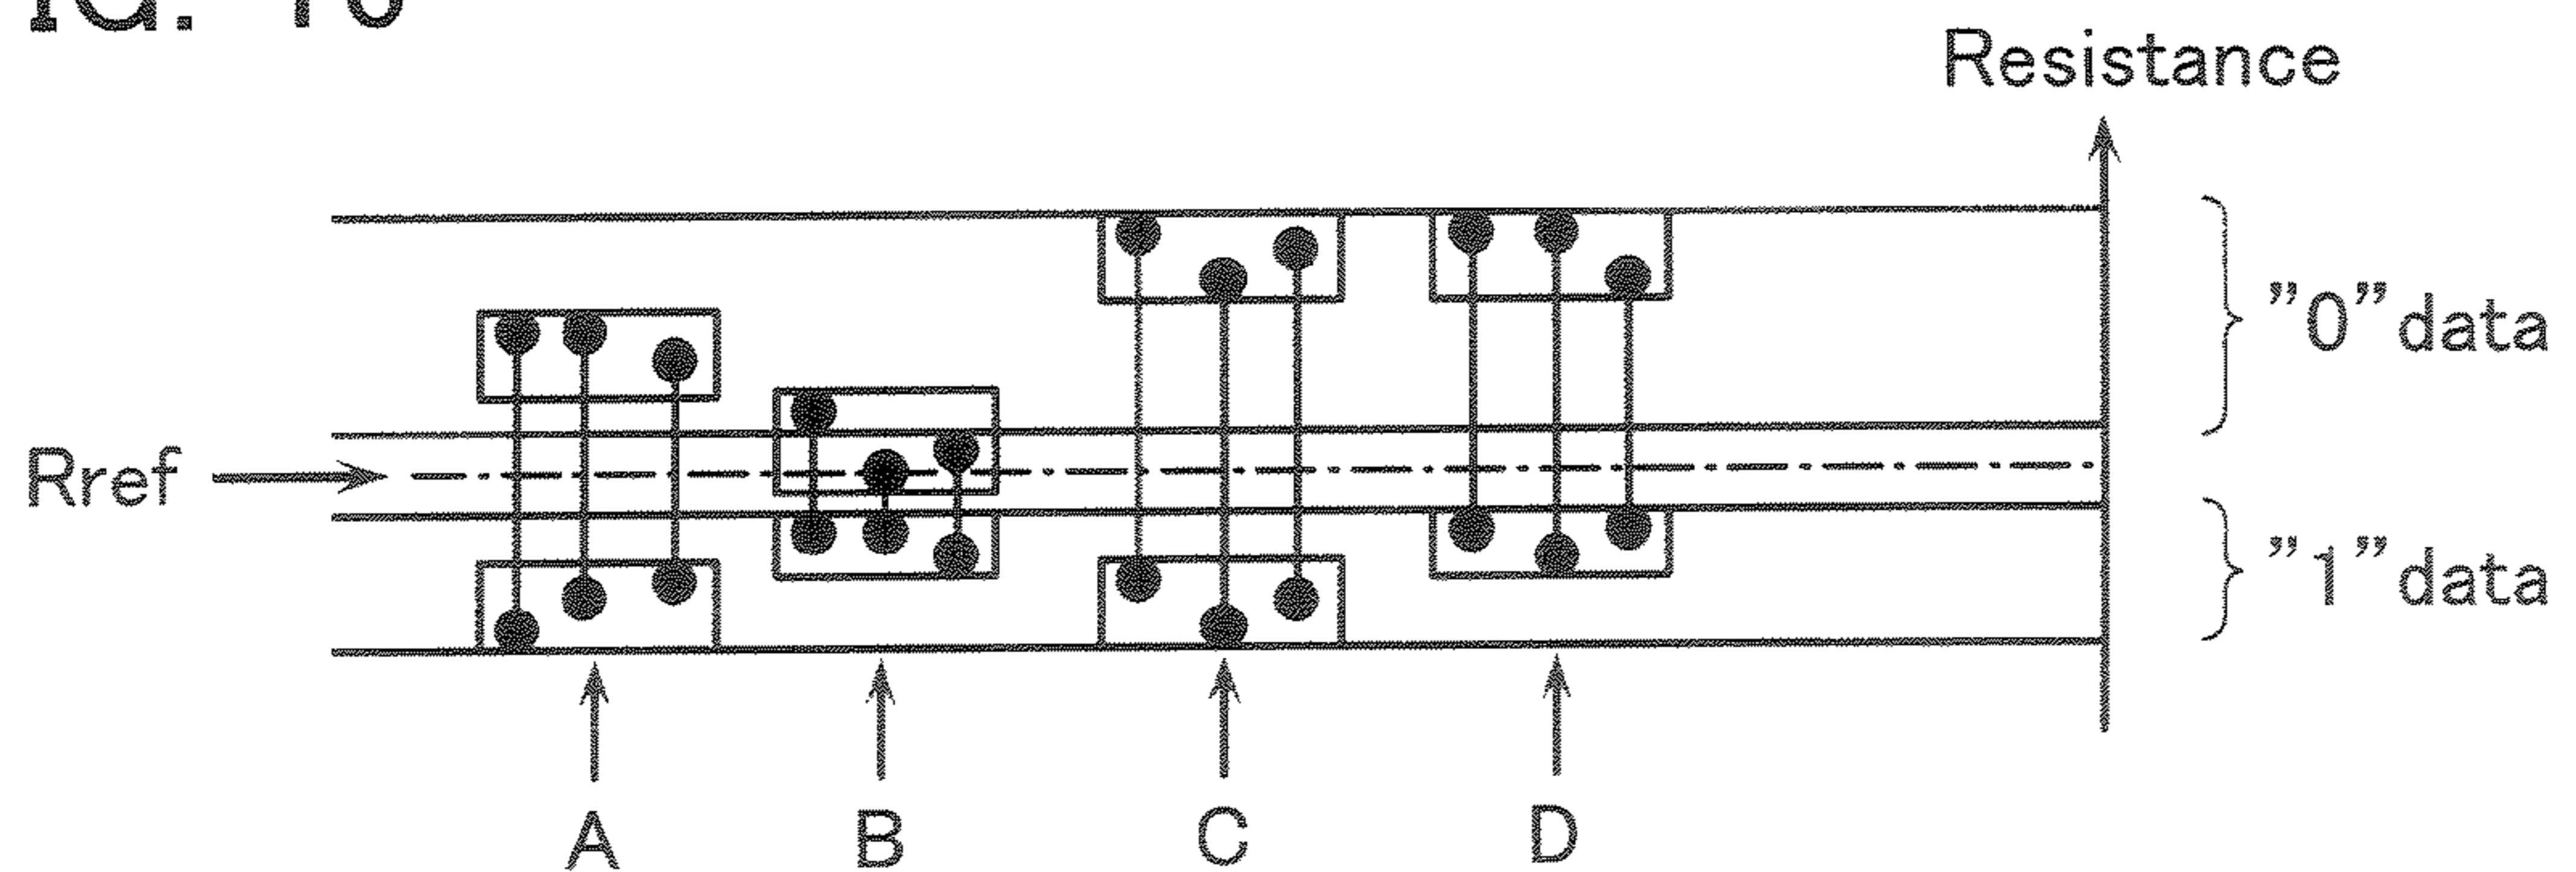 Resistance
"0" data
Rref
"1" data
A B C D